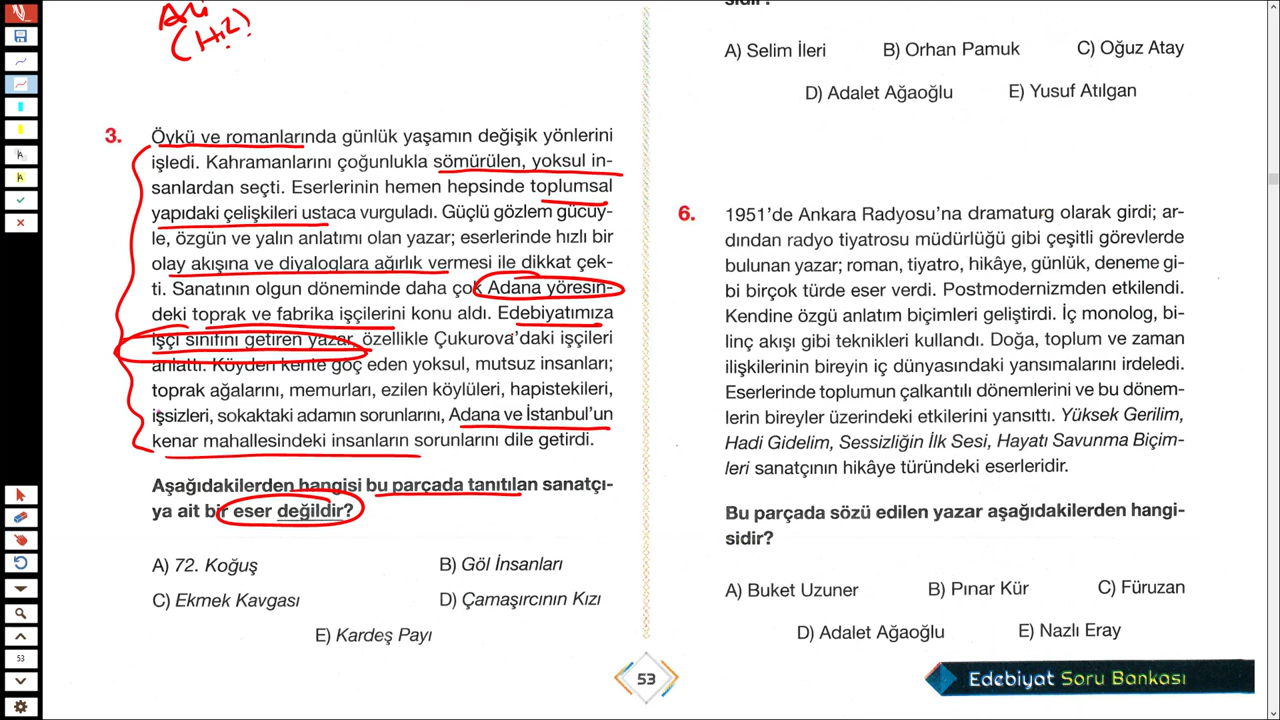 Ali
(Hız)
3. Öykü ve romanlarında günlük yaşamın değişik yönlerini
işledi. Kahramanlarını çoğunlukla sömürülen, yoksul in-
sanlardan seçti. Eserlerinin hemen hepsinde toplumsal
yapıdaki çelişkileri ustaca vurguladı. Güçlü gözlem gücüy-
le, özgün ve yalın anlatımı olan yazar; eserlerinde hızlı bir
olay akışına ve diyaloglara ağırlık vermesi ile dikkat çek-
ti. Sanatının olgun döneminde daha çok Adana yöresin-
deki toprak ve fabrika işçilerini konu aldı. Edebiyatımıza
işçi sınıfını getiren yazar, özellikle Çukurova'daki işçileri
anlattı. Köyden kente göç eden yoksul, mutsuz insanları;
toprak ağalarını, memurları, ezilen köylüleri, hapistekileri,
işsizleri, sokaktaki adamın sorunlarını, Adana ve İstanbul'un
kenar mahallesindeki insanların sorunlarını dile getirdi.
Aşağıdakilerden hangisi bu parçada tanıtılan sanatçı-
ya ait bir eser değildir?
A) 72. Koğuş
B) Göl İnsanları
C) Ekmek Kavgası
D) Çamaşırcının Kızı
E) Kardeş Payı
sidir?
A) Selim İleri
B) Orhan Pamuk
C) Oğuz Atay
D) Adalet Ağaoğlu
E) Yusuf Atılgan
6. 1951'de Ankara Radyosu'na dramaturg olarak girdi; ar-
dından radyo tiyatrosu müdürlüğü gibi çeşitli görevlerde
bulunan yazar; roman, tiyatro, hikâye, günlük, deneme gi-
bi birçok türde eser verdi. Postmodernizmden etkilendi.
Kendine özgü anlatım biçimleri geliştirdi. İç monolog, bi-
linç akışı gibi teknikleri kullandı. Doğa, toplum ve zaman
ilişkilerinin bireyin iç dünyasındaki yansımalarını irdeledi.
Eserlerinde toplumun çalkantılı dönemlerini ve bu dönem-
lerin bireyler üzerindeki etkilerini yansıttı. Yüksek Gerilim,
Hadi Gidelim, Sessizliğin İlk Sesi, Hayatı Savunma Biçim-
leri sanatçının hikâye türündeki eserleridir.
Bu parçada sözü edilen yazar aşağıdakilerden hangi-
sidir?
A) Buket Uzuner
B) Pınar Kür
C) Füruzan
D) Adalet Ağaoğlu
E) Nazlı Eray
53
Edebiyat Soru Bankası
53